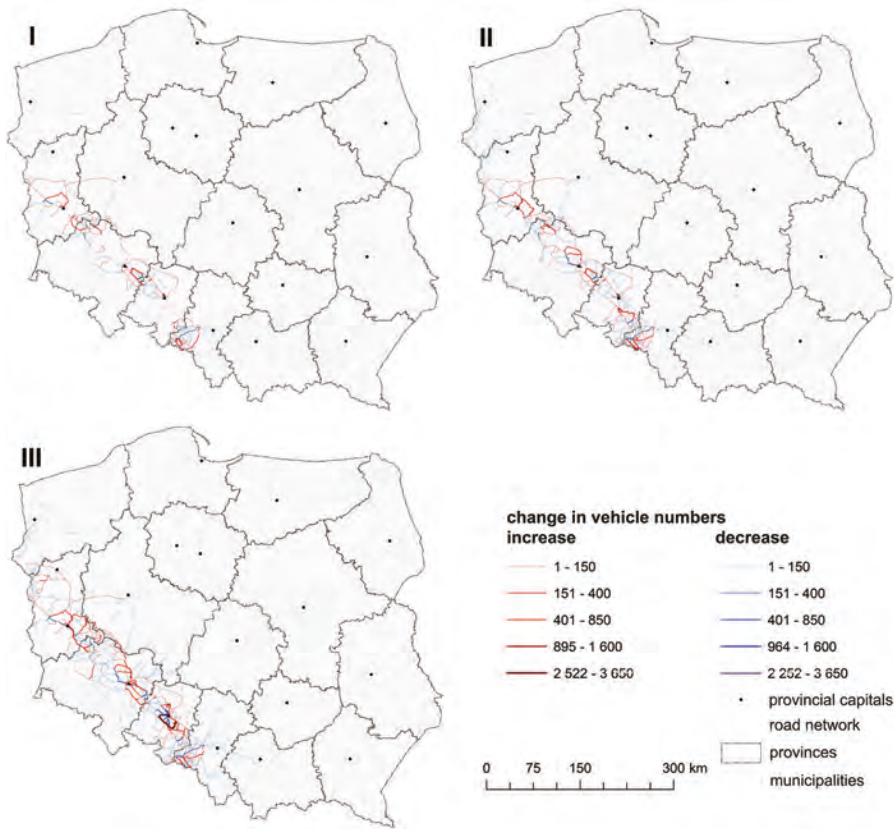 I
II
III
change in vehicle numbers
increase
decrease
1 - 150
1 - 150
151 - 400
151 - 400
401 - 850
401 - 850
895 - 1 600
964 - 1 600
2 522 - 3 650
2 252 - 3 650
provincial capitals
road network
provinces
municipalities
0 75 150 300 km